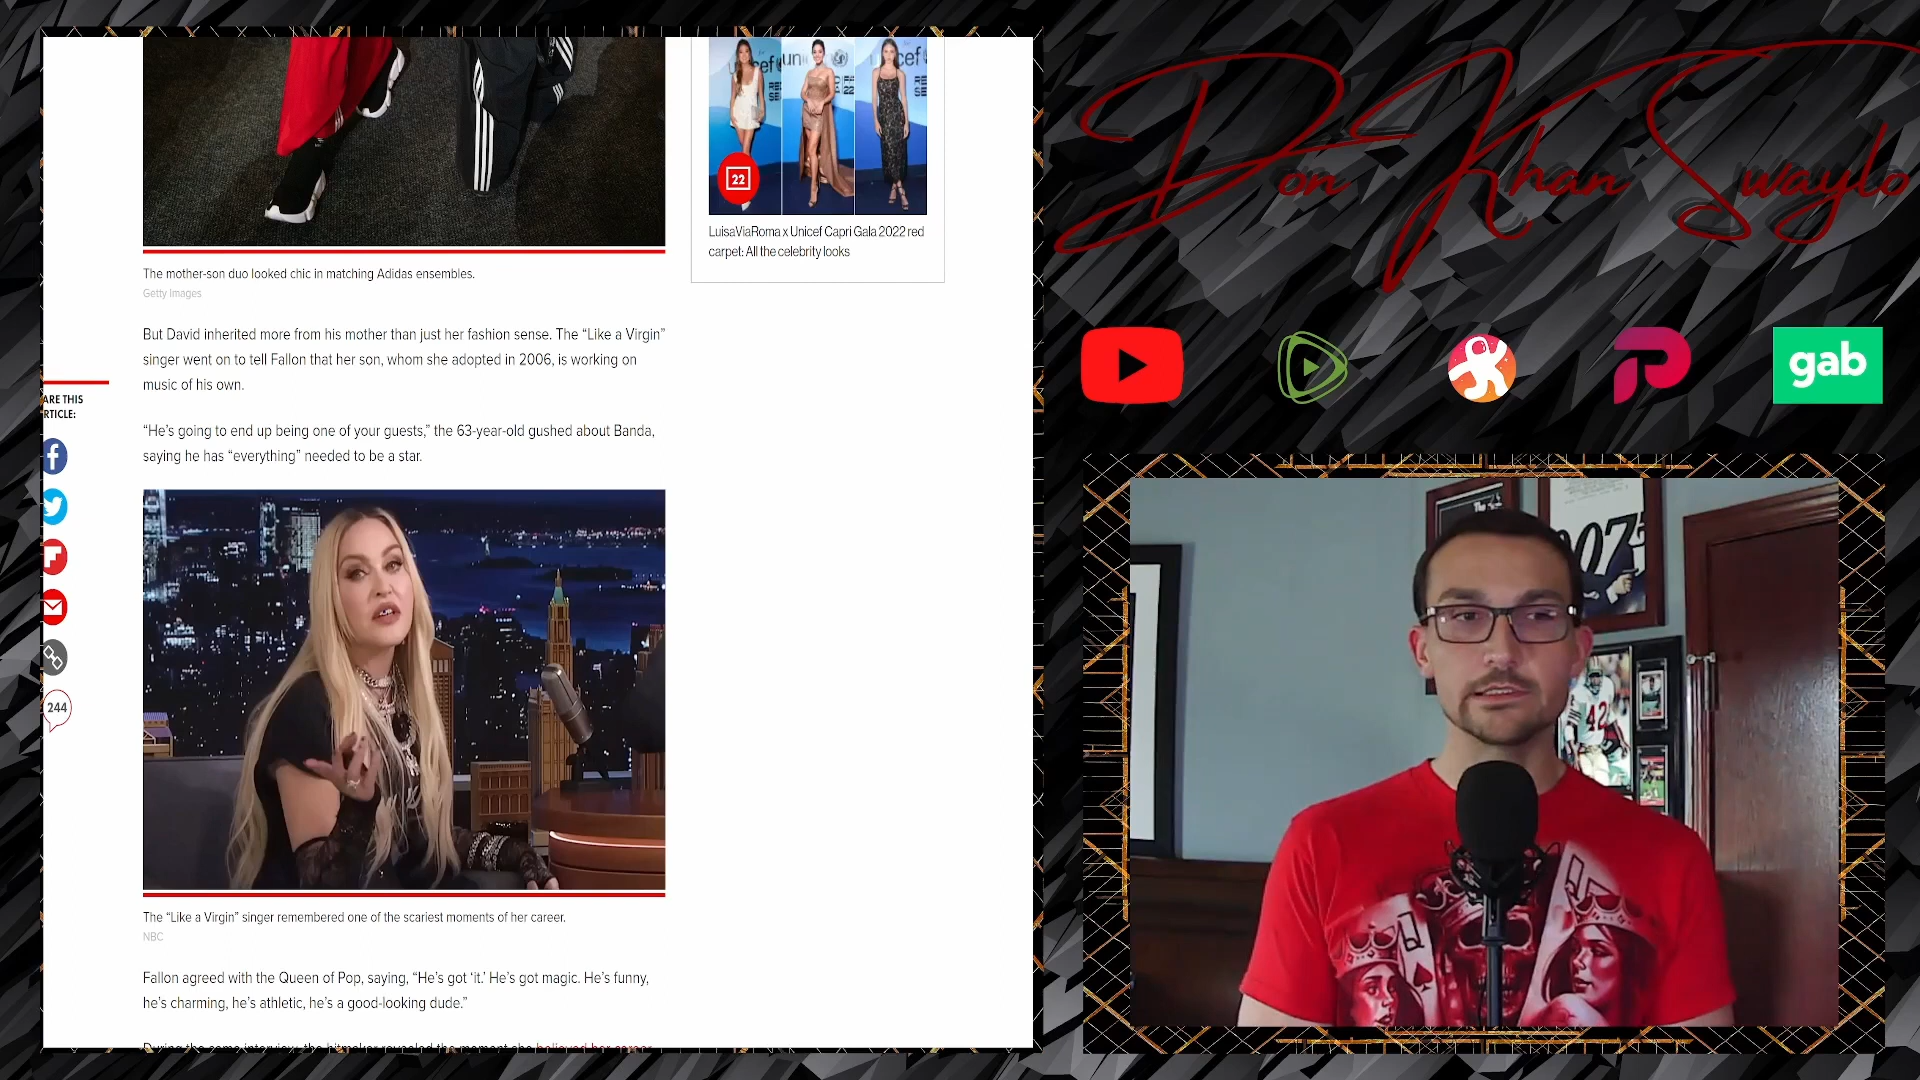 unicef
unicef
22
LuisaViaRoma x Unicef Capri Gala 2022 red
carpet: All the celebrity looks
The mother-son duo looked chic in matching Adidas ensembles.
Getty Images
But David inherited more from his mother than just her fashion sense. The “Like a Virgin”
singer went on to tell Fallon that her son, whom she adopted in 2006, is working on
music of his own.
“He’s going to end up being one of your guests,” the 63-year-old gushed about Banda,
saying he has “everything” needed to be a star.
ARE THIS
RTICLE:
244
The “Like a Virgin” singer remembered one of the scariest moments of her career.
NBC
Fallon agreed with the Queen of Pop, saying, “He’s got ‘it.’ He’s got magic. He’s funny,
he’s charming, he’s athletic, he’s a good-looking dude.”
Don Khan Swaylo
gab
007
42
Q